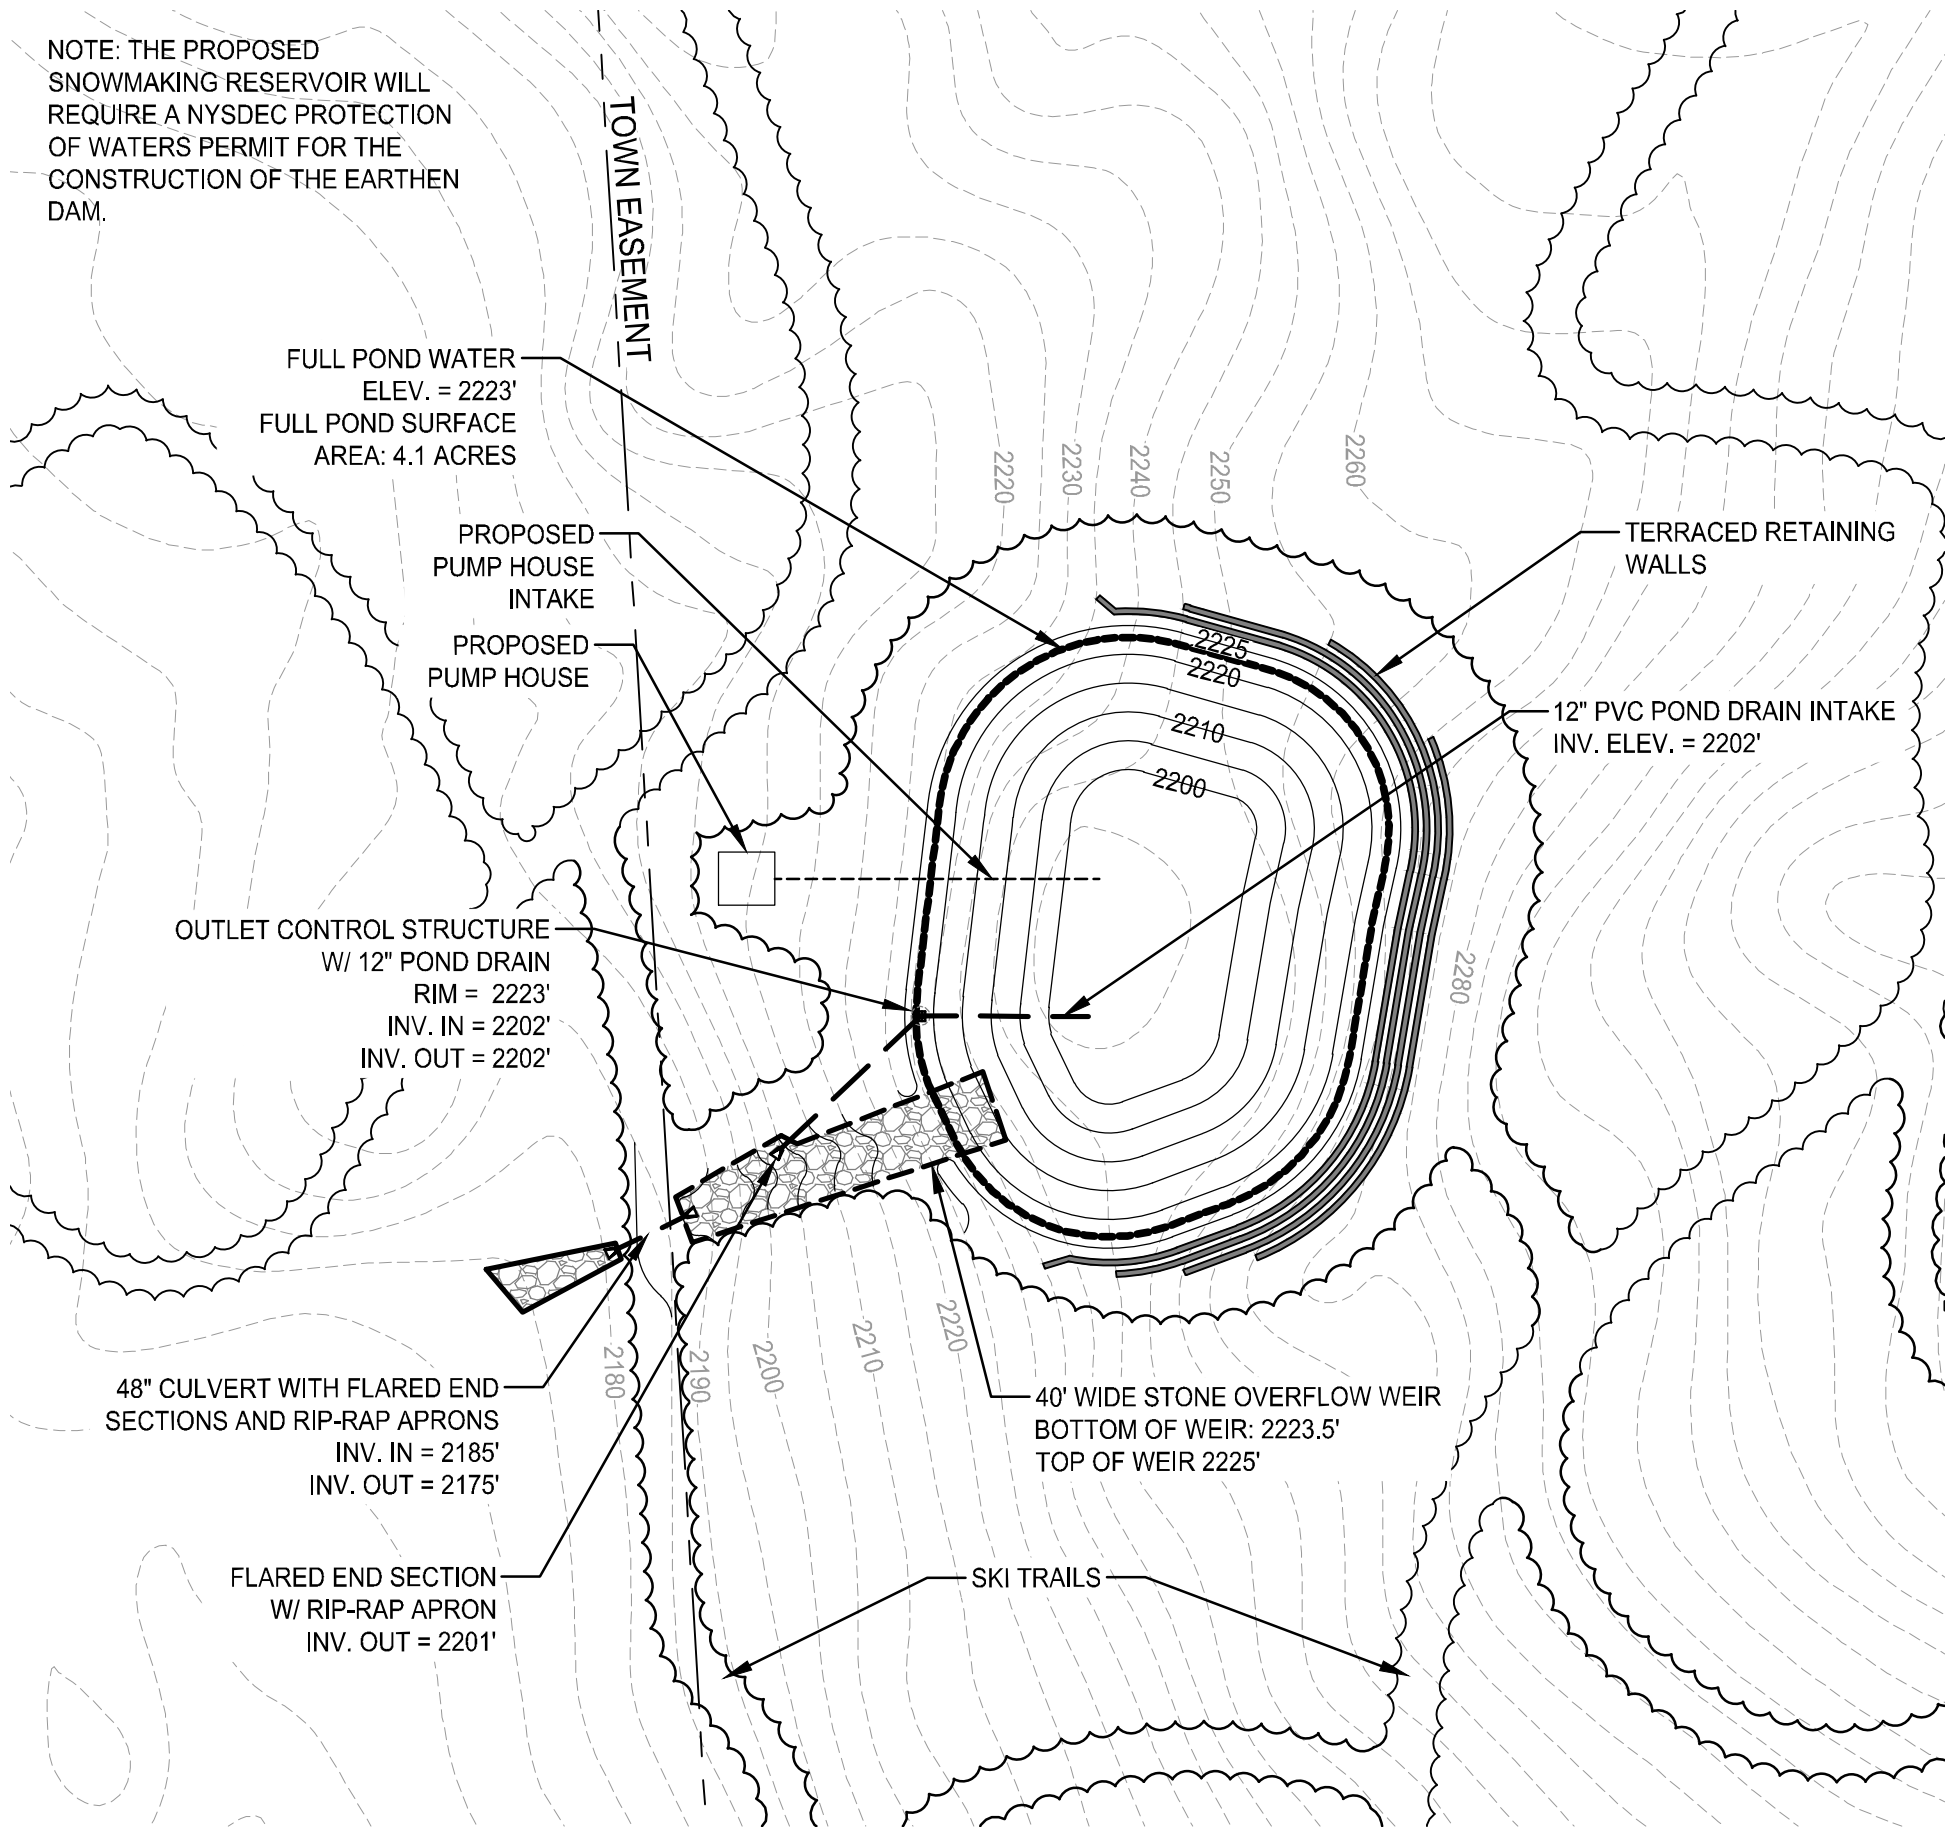 NOTE: THE PROPOSED
SNOWMAKING RESERVOIR WILL
REQUIRE A NYSDEC PROTECTION
OF WATERS PERMIT FOR THE
CONSTRUCTION OF THE EARTHEN
DAM.
TOWN EASEMENT
FULL POND WATER
ELEV. = 2223'
FULL POND SURFACE
AREA: 4.1 ACRES
2220
2230
2240
2250
2260
PROPOSED
PUMP HOUSE
INTAKE
TERRACED RETAINING
WALLS
PROPOSED
PUMP HOUSE
2225
2220
2210
2200
12" PVC POND DRAIN INTAKE
INV. ELEV. = 2202'
OUTLET CONTROL STRUCTURE
W/ 12" POND DRAIN
RIM = 2223'
INV. IN = 2202'
INV. OUT = 2202'
2280
2180
2190
2200
2210
2220
48" CULVERT WITH FLARED END
SECTIONS AND RIP-RAP APRONS
INV. IN = 2185'
INV. OUT = 2175'
40' WIDE STONE OVERFLOW WEIR
BOTTOM OF WEIR: 2223.5'
TOP OF WEIR 2225'
FLARED END SECTION
W/ RIP-RAP APRON
INV. OUT = 2201'
SKI TRAILS